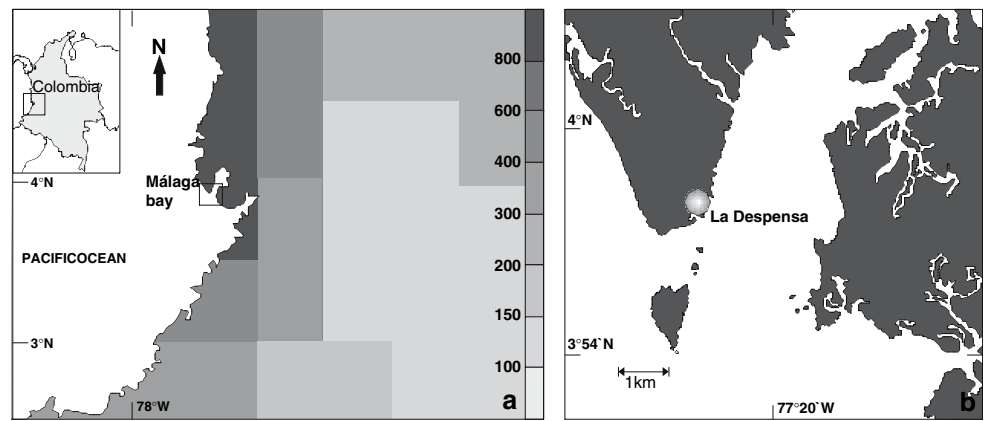 N
Colombia
4°N
Málaga
bay
PACIFICOCEAN
3°N
78°W
800
600
400
300
200
150
100
a
4°N
La Despensa
3°54`N
1km
77°20`W
b